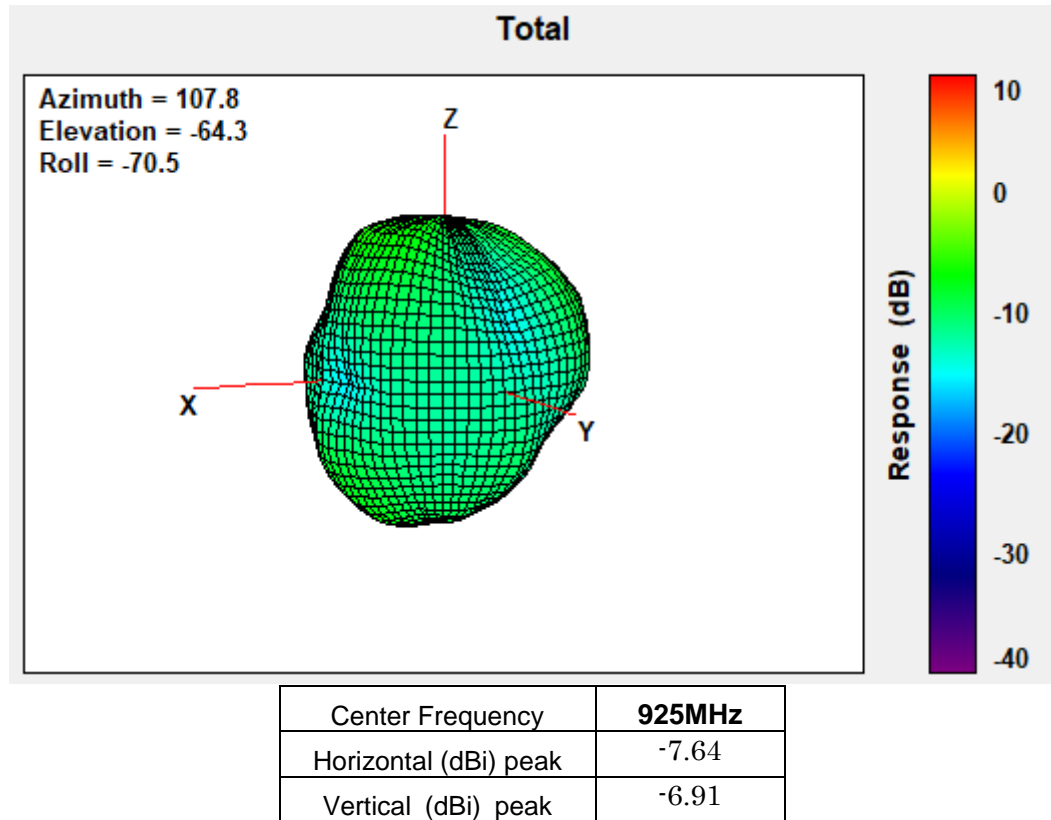 Total
Azimuth = 107.8
Elevation = -64.3
Roll = -70.5
Z
X
Y
10
0
-10
-20
-30
-40
Response (dB)
Center Frequency 925MHz
Horizontal (dBi) peak -7.64
Vertical (dBi) peak -6.91